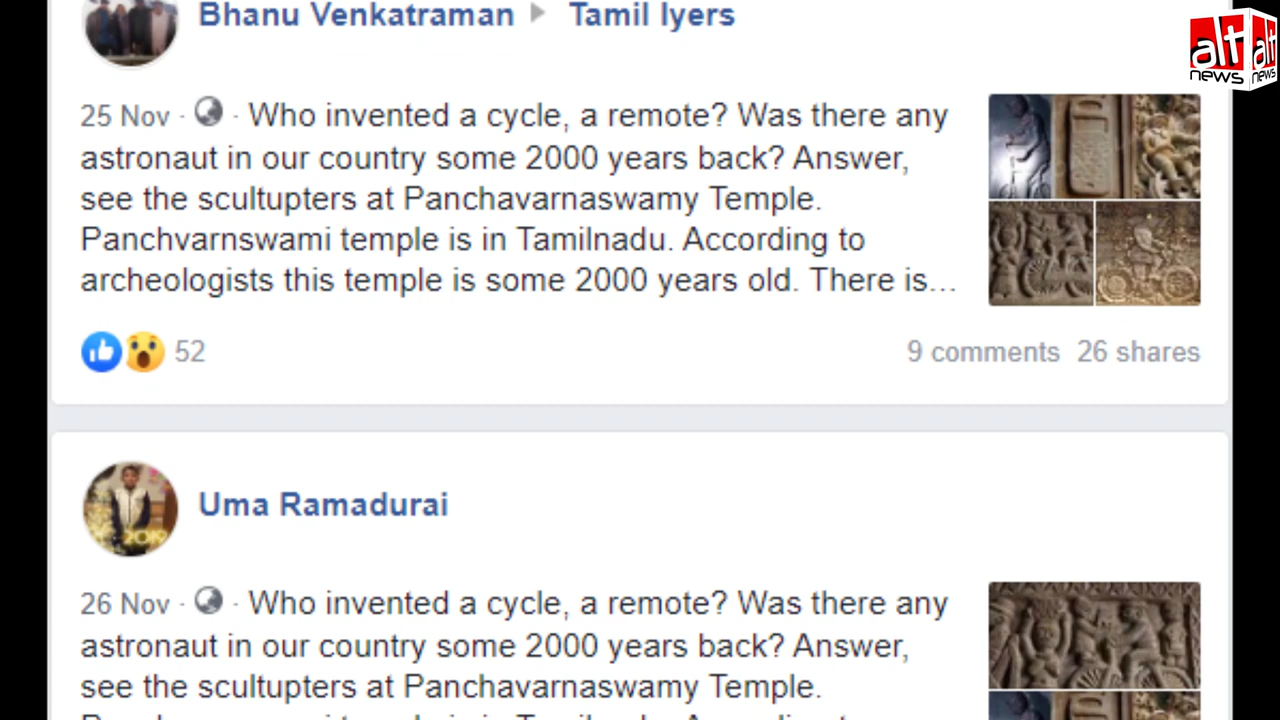 Bhanu Venkatraman Tamil Iyers
alt alt
news news
25 Nov · · Who invented a cycle, a remote? Was there any
astronaut in our country some 2000 years back? Answer,
see the scultupters at Panchavarnaswamy Temple.
Panchvarnswami temple is in Tamilnadu. According to
archeologists this temple is some 2000 years old. There is...
52
9 comments 26 shares
Uma Ramadurai
2019
26 Nov · · Who invented a cycle, a remote? Was there any
astronaut in our country some 2000 years back? Answer,
see the scultupters at Panchavarnaswamy Temple.